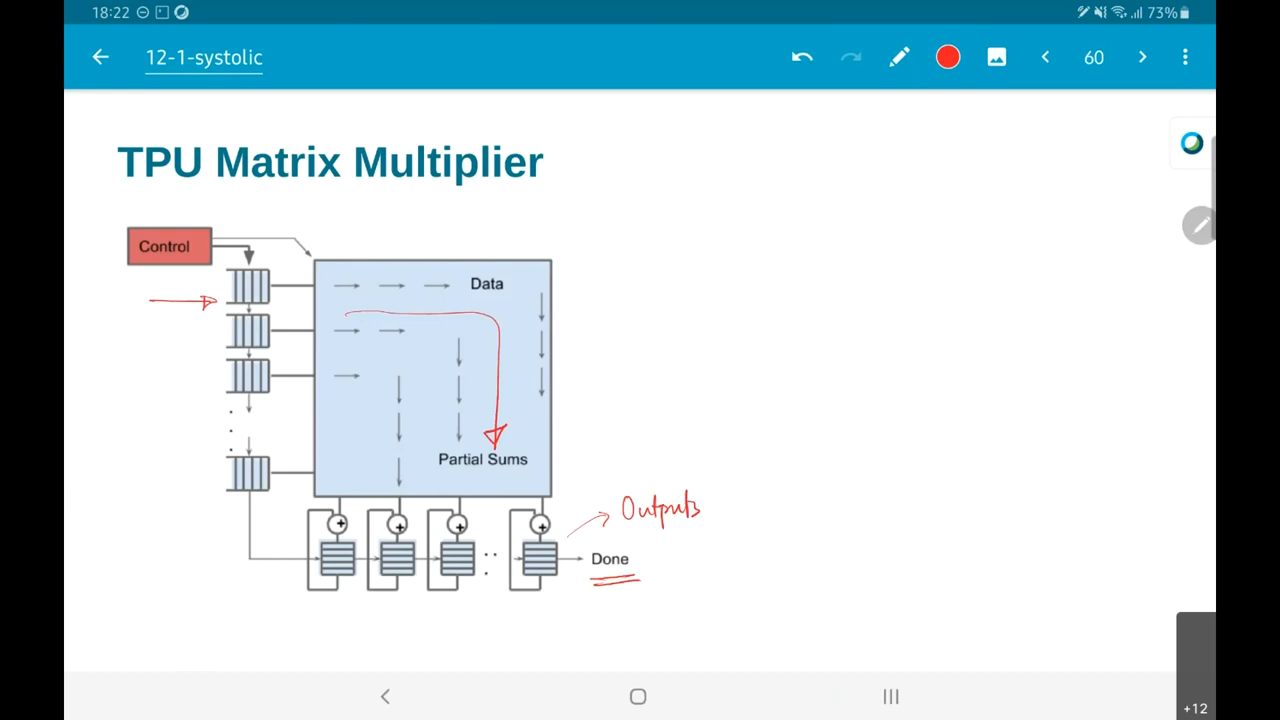 18:22 73%
12-1-systolic 60
TPU Matrix Multiplier
Control
Data
Partial Sums
+ + + +
Outputs
Done
+12